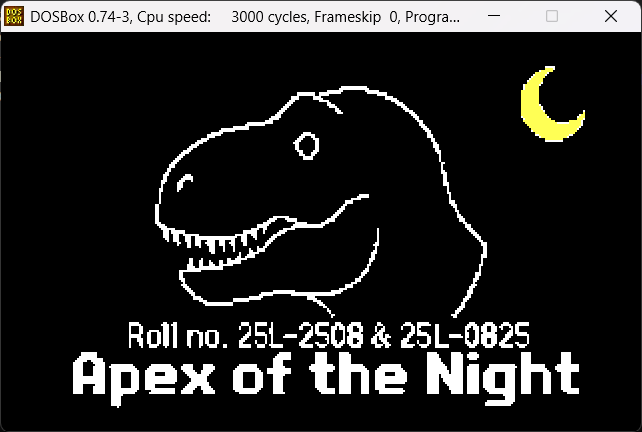 DOSBox 0.74-3, Cpu speed: 3000 cycles, Frameskip 0, Progra...
Roll no. 25L-2508 & 25L-0825
Apex of the Night